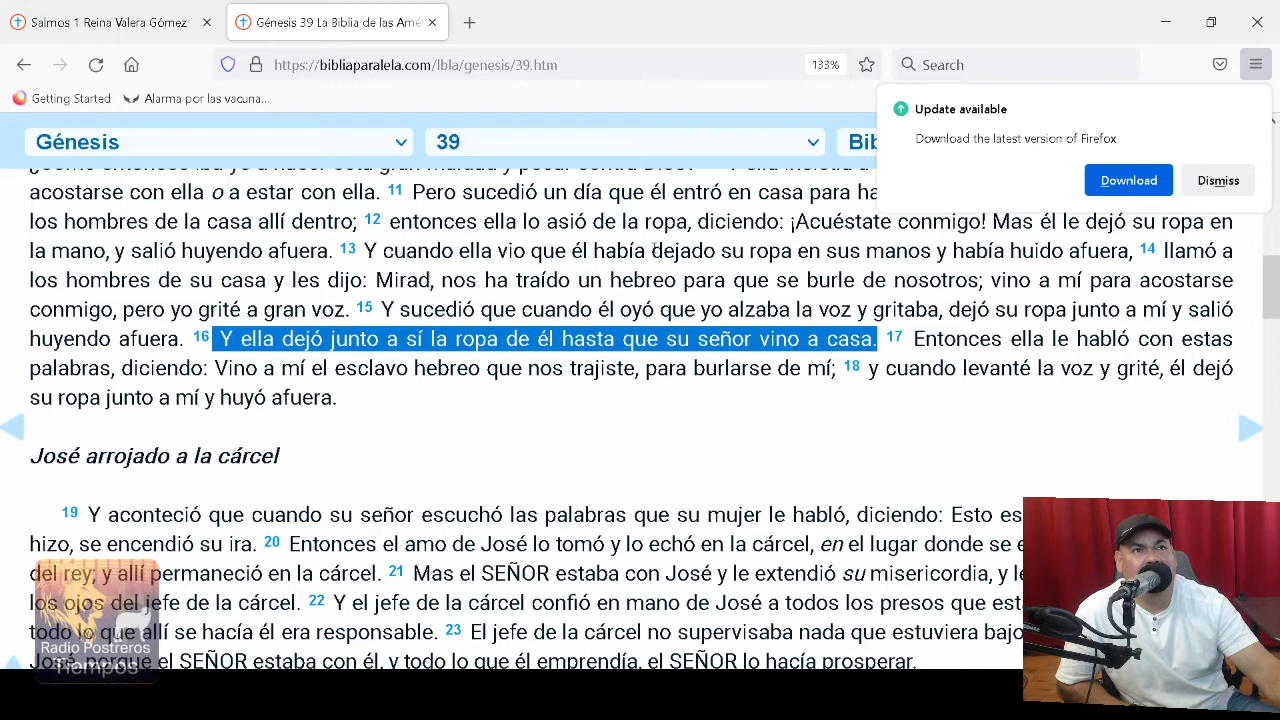 Salmos 1 Reina Valera Gómez
Génesis 39 La Biblia de las Amé
https://bibliaparalela.com/lbla/genesis/39.htm
133%
Search
Getting Started
Alarma por las vacuna...
Update available
Download the latest version of Firefox.
Download
Dismiss
Génesis
39
Bib
acostarse con ella o a estar con ella. 11 Pero sucedió un día que él entró en casa para ha
los hombres de la casa allí dentro; 12 entonces ella lo asió de la ropa, diciendo: ¡Acuéstate conmigo! Mas él le dejó su ropa en
la mano, y salió huyendo afuera. 13 Y cuando ella vio que él había dejado su ropa en sus manos y había huido afuera, 14 llamó a
los hombres de su casa y les dijo: Mirad, nos ha traído un hebreo para que se burle de nosotros; vino a mí para acostarse
conmigo, pero yo grité a gran voz. 15 Y sucedió que cuando él oyó que yo alzaba la voz y gritaba, dejó su ropa junto a mí y salió
huyendo afuera. 16 Y ella dejó junto a sí la ropa de él hasta que su señor vino a casa. 17 Entonces ella le habló con estas
palabras, diciendo: Vino a mí el esclavo hebreo que nos trajiste, para burlarse de mí; 18 y cuando levanté la voz y grité, él dejó
su ropa junto a mí y huyó afuera.
José arrojado a la cárcel
19 Y aconteció que cuando su señor escuchó las palabras que su mujer le habló, diciendo: Esto es
hizo, se encendió su ira. 20 Entonces el amo de José lo tomó y lo echó en la cárcel, en el lugar donde se e
del rey; y allí permaneció en la cárcel. 21 Mas el SEÑOR estaba con José y le extendió su misericordia, y le
los ojos del jefe de la cárcel. 22 Y el jefe de la cárcel confió en mano de José a todos los presos que est
todo lo que allí se hacía él era responsable. 23 El jefe de la cárcel no supervisaba nada que estuviera bajo
José, porque el SEÑOR estaba con él, y todo lo que él emprendía, el SEÑOR lo hacía prosperar.
Radio Postreros
Tiempos